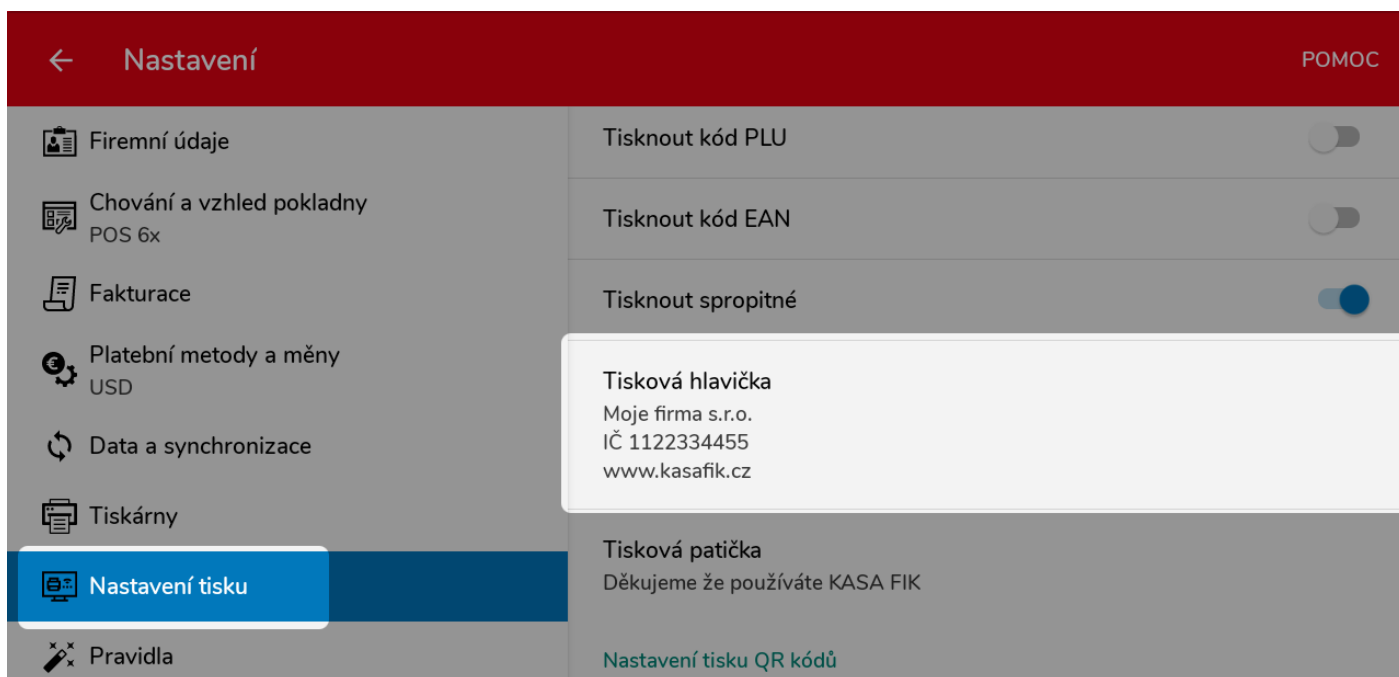 Nastavení
POMOC
Firemní údaje
Chování a vzhled pokladny
POS 6x
Fakturace
Platební metody a měny
USD
Data a synchronizace
Tiskárny
Nastavení tisku
Pravidla
Tisknout kód PLU
Tisknout kód EAN
Tisknout spropitné
Tisková hlavička
Moje firma s.r.o.
IČ 1122334455
www.kasafik.cz
Tisková patička
Děkujeme že používáte KASA FIK
Nastavení tisku QR kódů